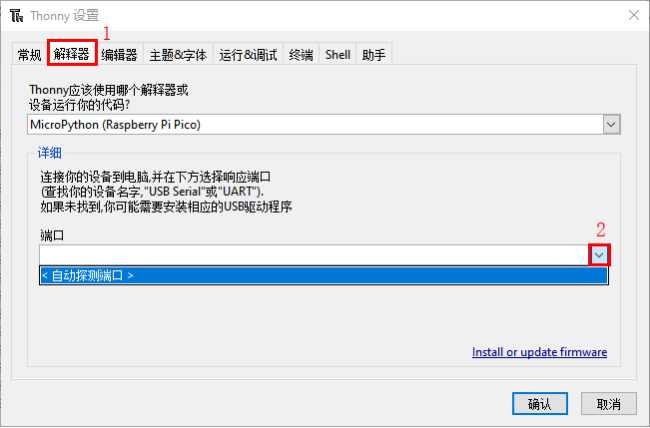 Thonny 设置
1
常规 解释器 编辑器 主题&字体 运行&调试 终端 Shell 助手
Thonny应该使用哪个解释器或
设备运行你的代码?
MicroPython (Raspberry Pi Pico)
详细
连接你的设备到电脑,并在下方选择响应端口
(查找你的设备名字,"USB Serial"或"UART").
如果未找到,你可能需要安装相应的USB驱动程序
端口
2
< 自动探测端口 >
Install or update firmware
确认 取消